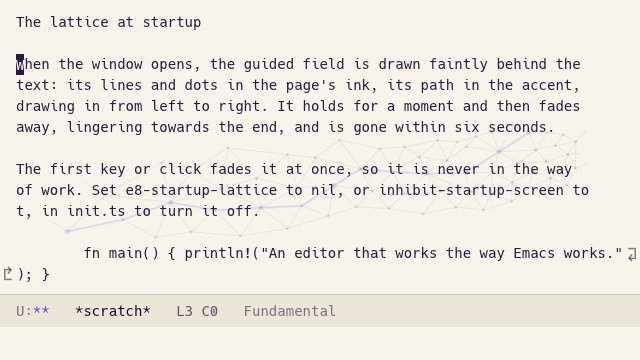 The lattice at startup
When the window opens, the guided field is drawn faintly behind the
text: its lines and dots in the page's ink, its path in the accent,
drawing in from left to right. It holds for a moment and then fades
away, lingering towards the end, and is gone within six seconds.
The first key or click fades it at once, so it is never in the way
of work. Set e8-startup-lattice to nil, or inhibit-startup-screen to
t, in init.ts to turn it off.
fn main() { println!("An editor that works the way Emacs works."
); }
U:** *scratch* L3 C0 Fundamental